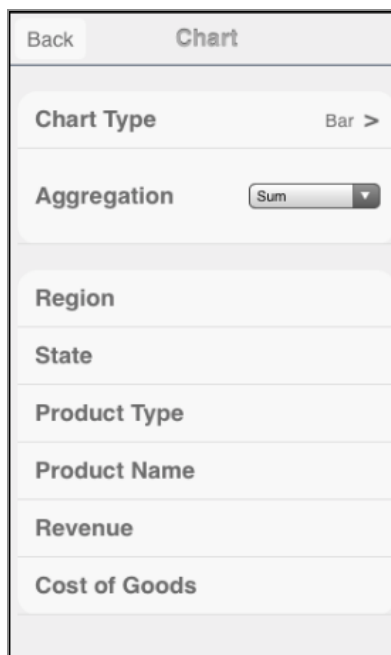 Back Chart
Chart Type Bar >
Aggregation Sum
Region
State
Product Type
Product Name
Revenue
Cost of Goods